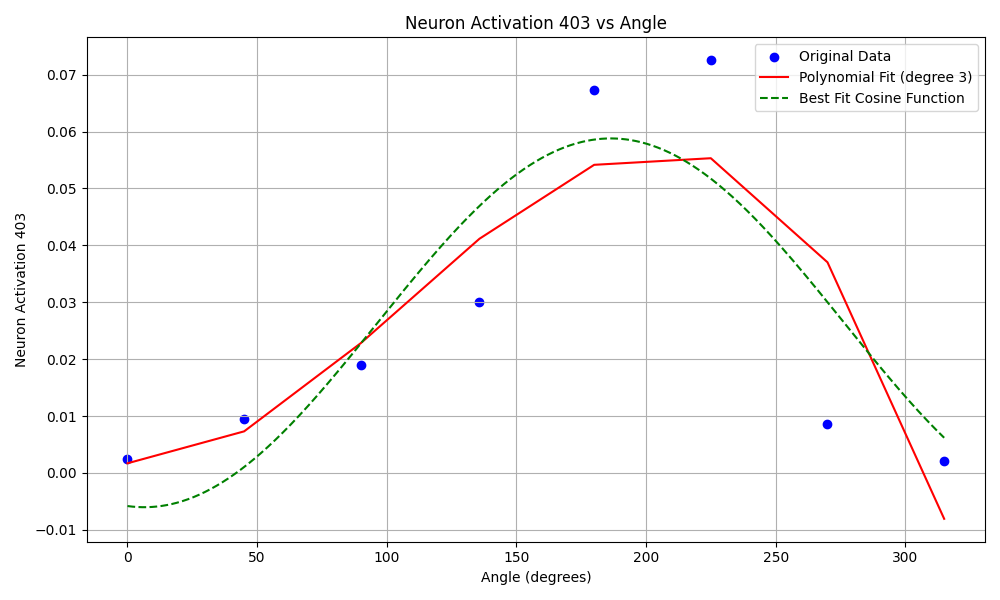 Neuron Activation 403 vs Angle
Original Data
Polynomial Fit (degree 3)
Best Fit Cosine Function
Neuron Activation 403
0.07
0.06
0.05
0.04
0.03
0.02
0.01
0.00
−0.01
0
50
100
150
200
250
300
Angle (degrees)